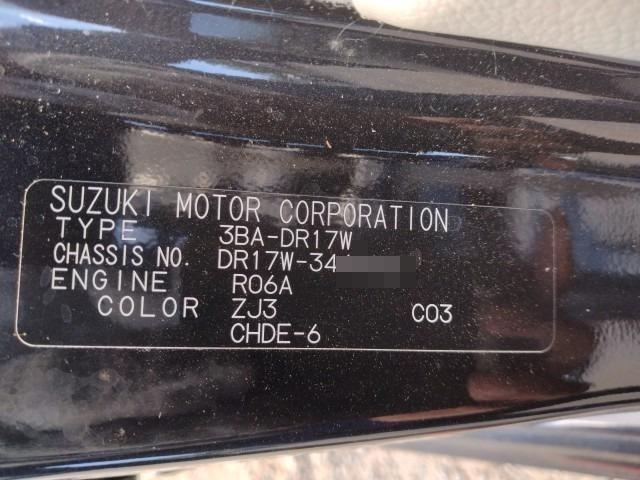 SUZUKI MOTOR CORPORATION
TYPE 3BA-DR17W
CHASSIS NO. DR17W-34
ENGINE R06A
COLOR ZJ3 C03
CHDE-6